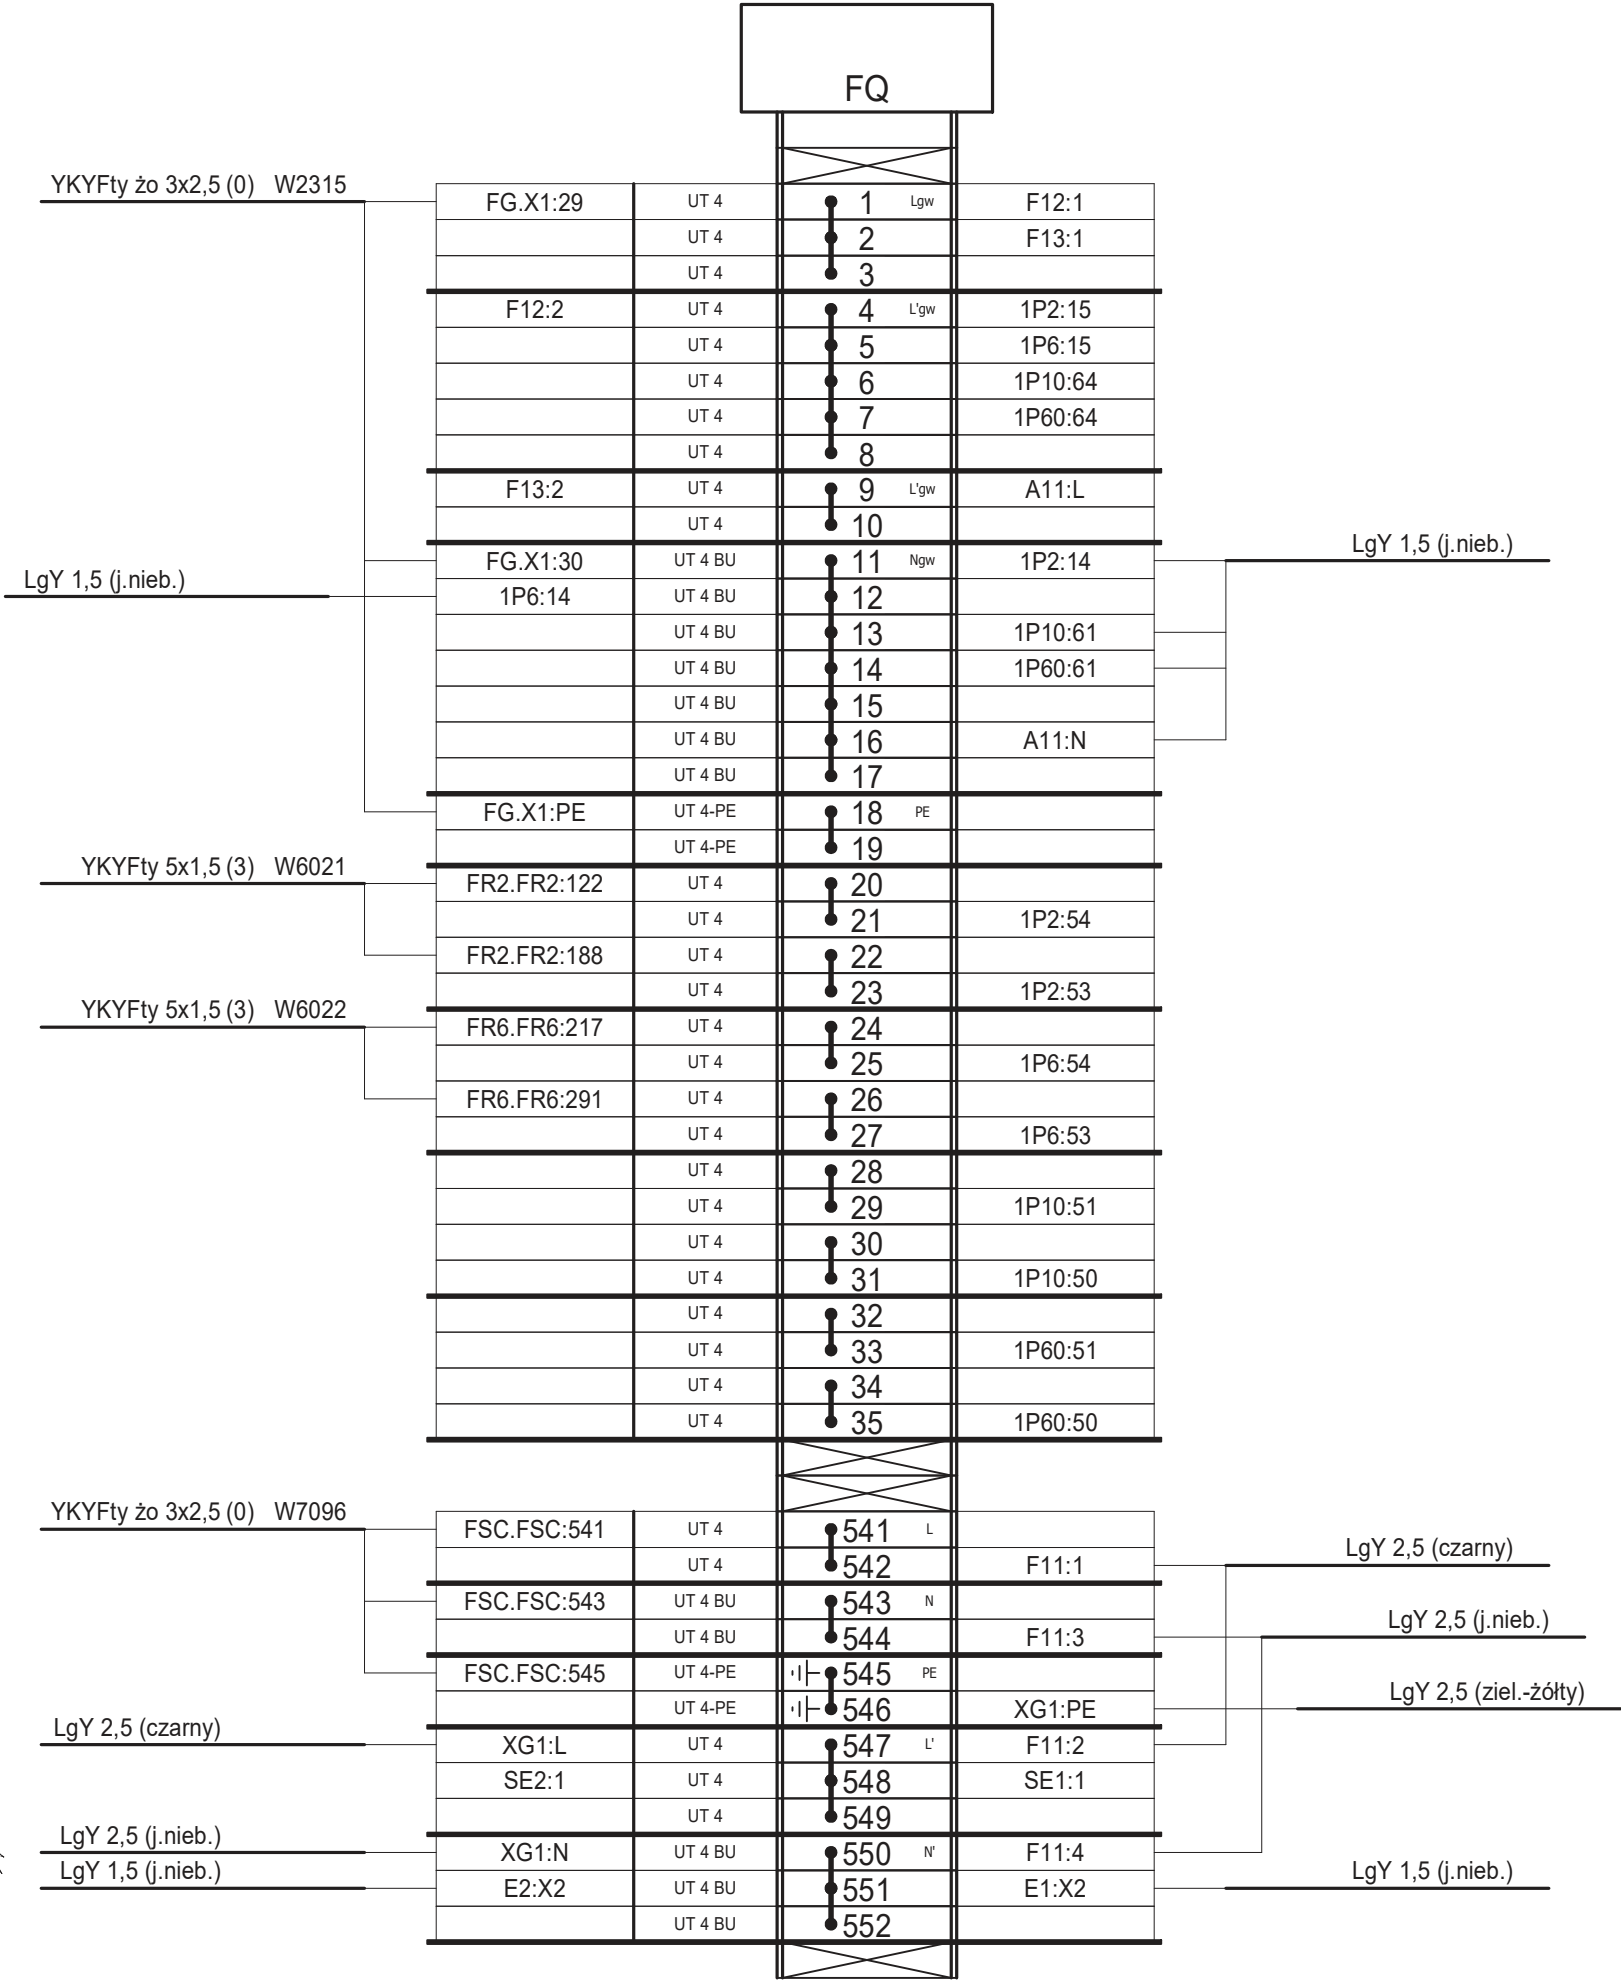 FQ
YKYFty żo 3x2,5 (0) W2315
FG.X1:29 UT 4 1 Lgw F12:1
UT 4 2 F13:1
UT 4 3
F12:2 UT 4 4 L'gw 1P2:15
UT 4 5 1P6:15
UT 4 6 1P10:64
UT 4 7 1P60:64
UT 4 8
F13:2 UT 4 9 L'gw A11:L
UT 4 10
LgY 1,5 (j.nieb.)
FG.X1:30 UT 4 BU 11 Ngw 1P2:14
LgY 1,5 (j.nieb.)
1P6:14 UT 4 BU 12
UT 4 BU 13 1P10:61
UT 4 BU 14 1P60:61
UT 4 BU 15
UT 4 BU 16 A11:N
UT 4 BU 17
FG.X1:PE UT 4-PE 18 PE
UT 4-PE 19
YKYFty 5x1,5 (3) W6021
FR2.FR2:122 UT 4 20
UT 4 21 1P2:54
FR2.FR2:188 UT 4 22
UT 4 23 1P2:53
YKYFty 5x1,5 (3) W6022
FR6.FR6:217 UT 4 24
UT 4 25 1P6:54
FR6.FR6:291 UT 4 26
UT 4 27 1P6:53
UT 4 28
UT 4 29 1P10:51
UT 4 30
UT 4 31 1P10:50
UT 4 32
UT 4 33 1P60:51
UT 4 34
UT 4 35 1P60:50
YKYFty żo 3x2,5 (0) W7096
FSC.FSC:541 UT 4 541 L
LgY 2,5 (czarny)
UT 4 542 F11:1
FSC.FSC:543 UT 4 BU 543 N
LgY 2,5 (j.nieb.)
UT 4 BU 544 F11:3
FSC.FSC:545 UT 4-PE 545 PE
LgY 2,5 (ziel.-żółty)
UT 4-PE 546 XG1:PE
LgY 2,5 (czarny)
XG1:L UT 4 547 L' F11:2
SE2:1 UT 4 548 SE1:1
UT 4 549
LgY 2,5 (j.nieb.)
XG1:N UT 4 BU 550 N' F11:4
LgY 1,5 (j.nieb.) LgY 1,5 (j.nieb.)
E2:X2 UT 4 BU 551 E1:X2
UT 4 BU 552